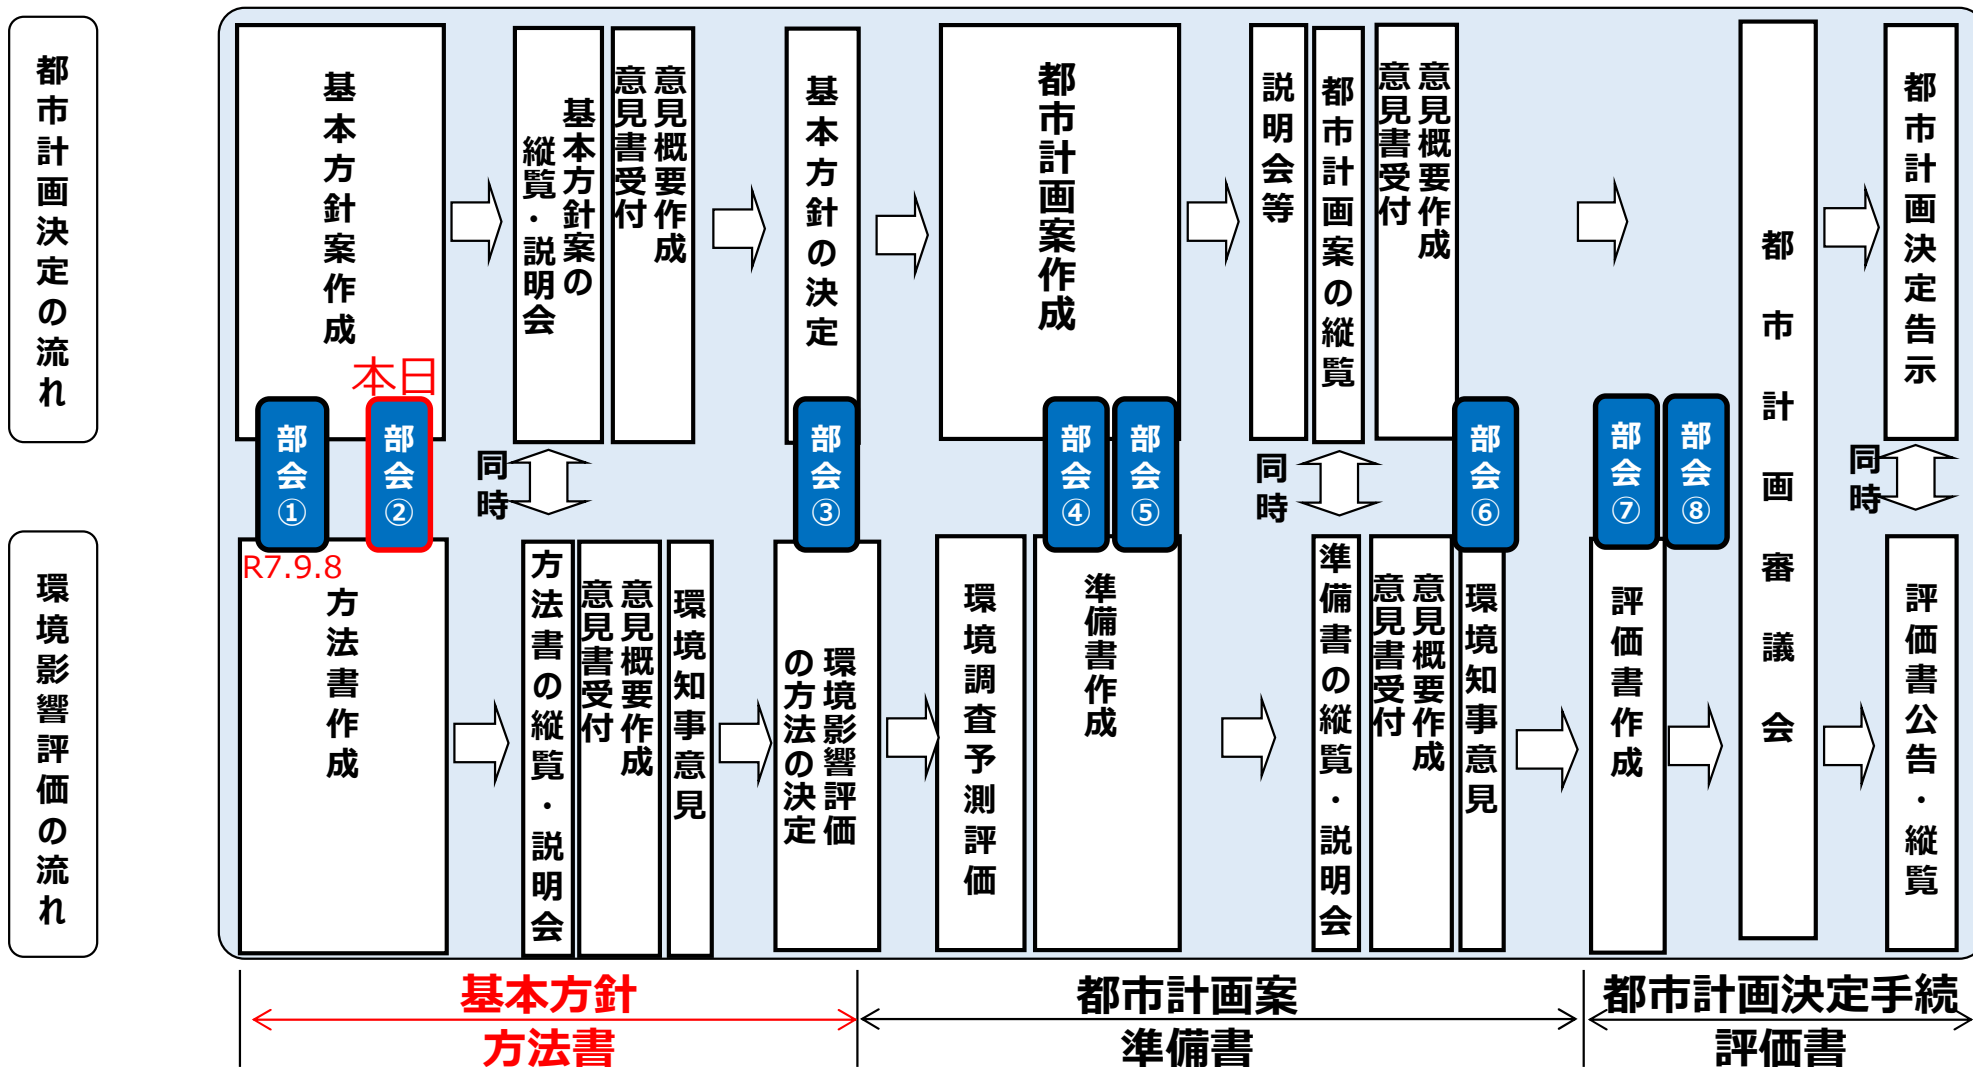 都市計画決定の流れ
基本方針案作成
基本方針案の
縦覧・説明会
意見概要作成
意見書受付
基本方針の決定
都市計画案作成
説明会等
都市計画案の縦覧
意見概要作成
意見書受付
都市計画審議会
都市計画決定告示
本日
部会①
部会②
同時
部会③
部会④
部会⑤
同時
部会⑥
部会⑦
部会⑧
同時
環境影響評価の流れ
R7.9.8
方法書作成
方法書の縦覧・説明会
意見概要作成
意見書受付
環境知事意見
環境影響評価
の方法の決定
環境調査予測評価
準備書作成
準備書の縦覧・説明会
意見概要作成
意見書受付
環境知事意見
評価書作成
評価書公告・縦覧
基本方針
方法書
都市計画案
準備書
都市計画決定手続
評価書